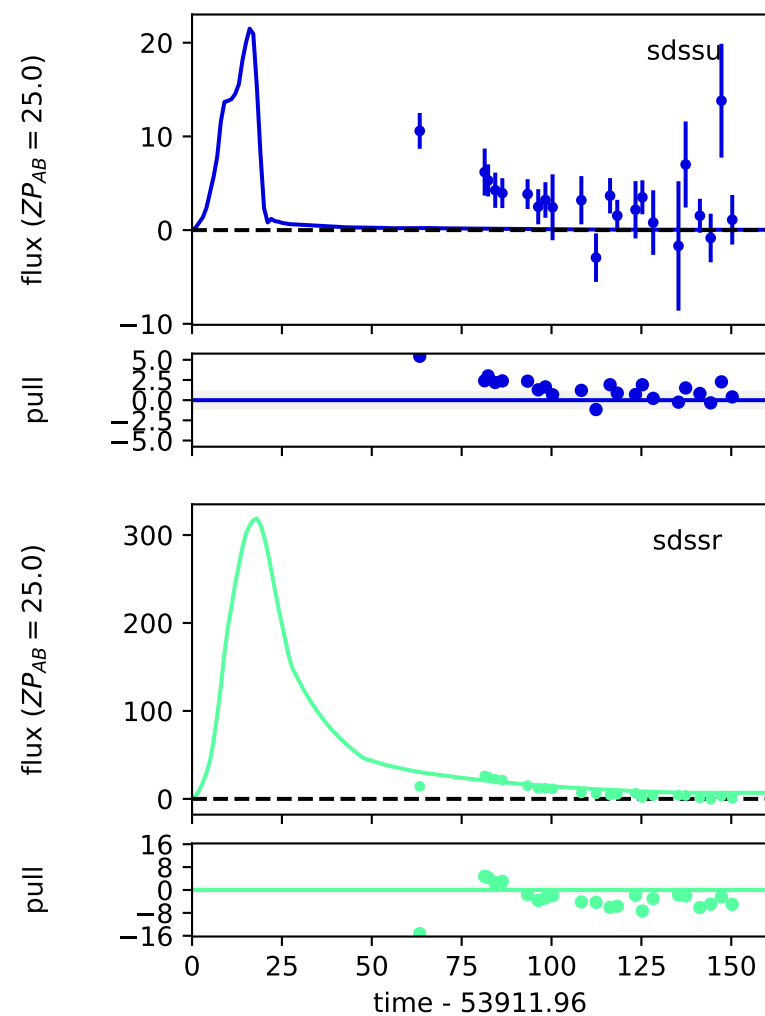 sdssu
20
10
0
−10
flux (ZP_AB = 25.0)
5.0
2.5
0.0
−2.5
−5.0
pull
sdssr
300
200
100
0
flux (ZP_AB = 25.0)
16
8
0
−8
−16
pull
0 25 50 75 100 125 150
time - 53911.96